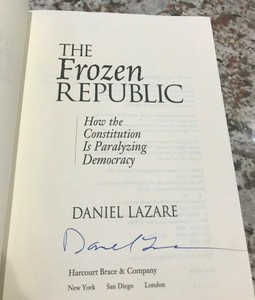 THE
Frozen
REPUBLIC
How the
Constitution
Is Paralyzing
Democracy
DANIEL LAZARE
Harcourt Brace & Company
New York San Diego London